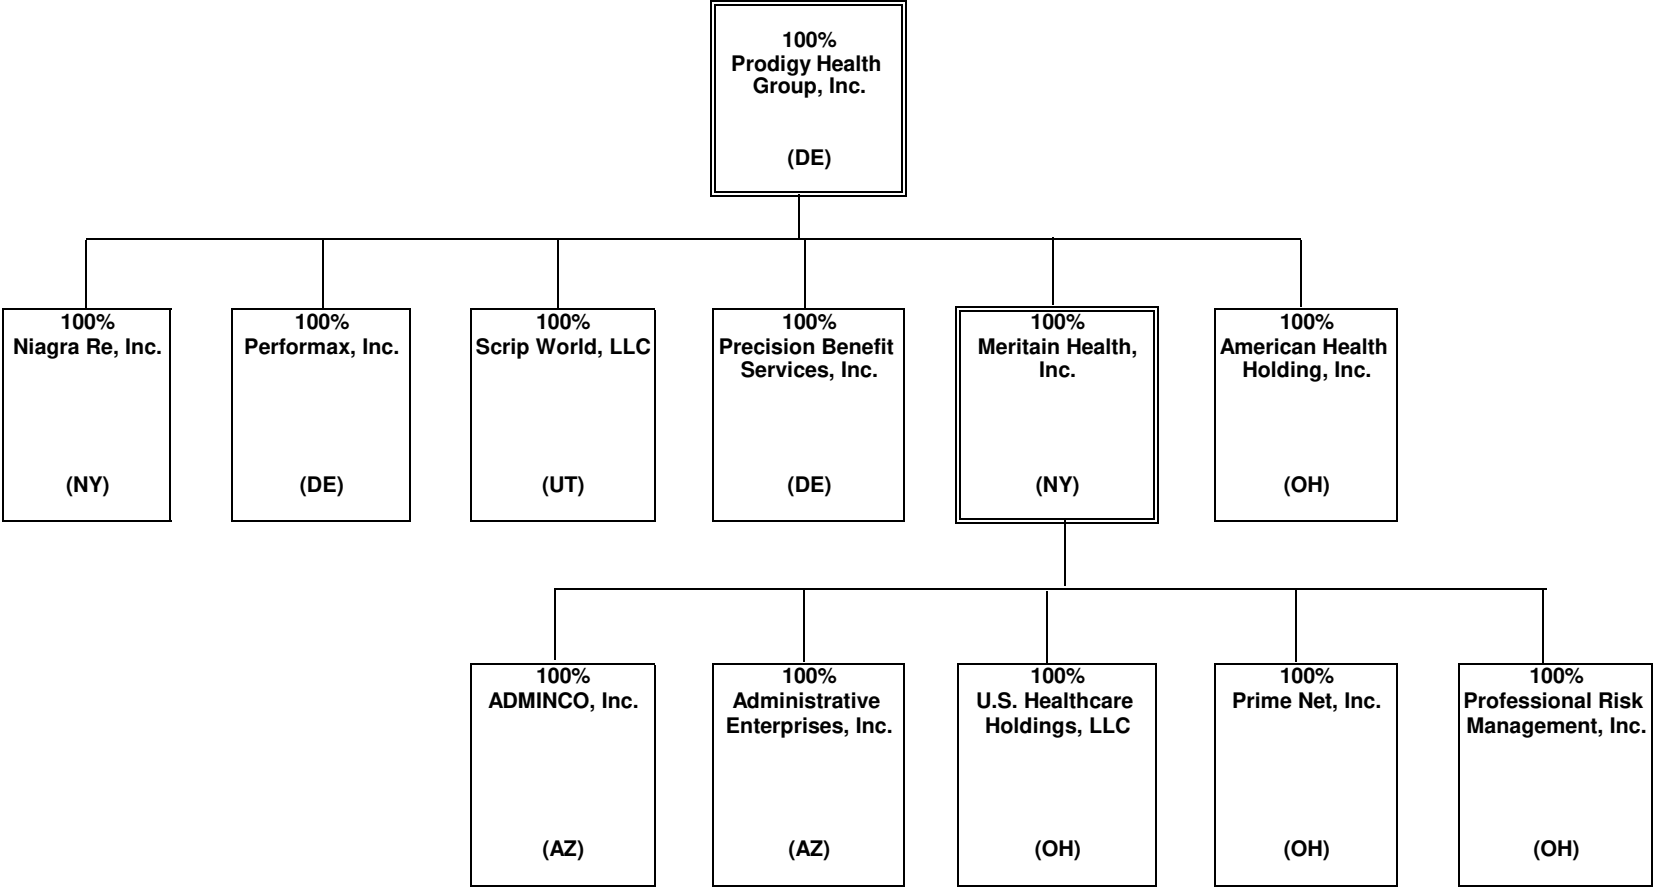 100%
Prodigy Health
Group, Inc.
(DE)
100%
Niagra Re, Inc.
(NY)
100%
Performax, Inc.
(DE)
100%
Scrip World, LLC
(UT)
100%
Precision Benefit
Services, Inc.
(DE)
100%
Meritain Health,
Inc.
(NY)
100%
American Health
Holding, Inc.
(OH)
100%
ADMINCO, Inc.
(AZ)
100%
Administrative
Enterprises, Inc.
(AZ)
100%
U.S. Healthcare
Holdings, LLC
(OH)
100%
Prime Net, Inc.
(OH)
100%
Professional Risk
Management, Inc.
(OH)